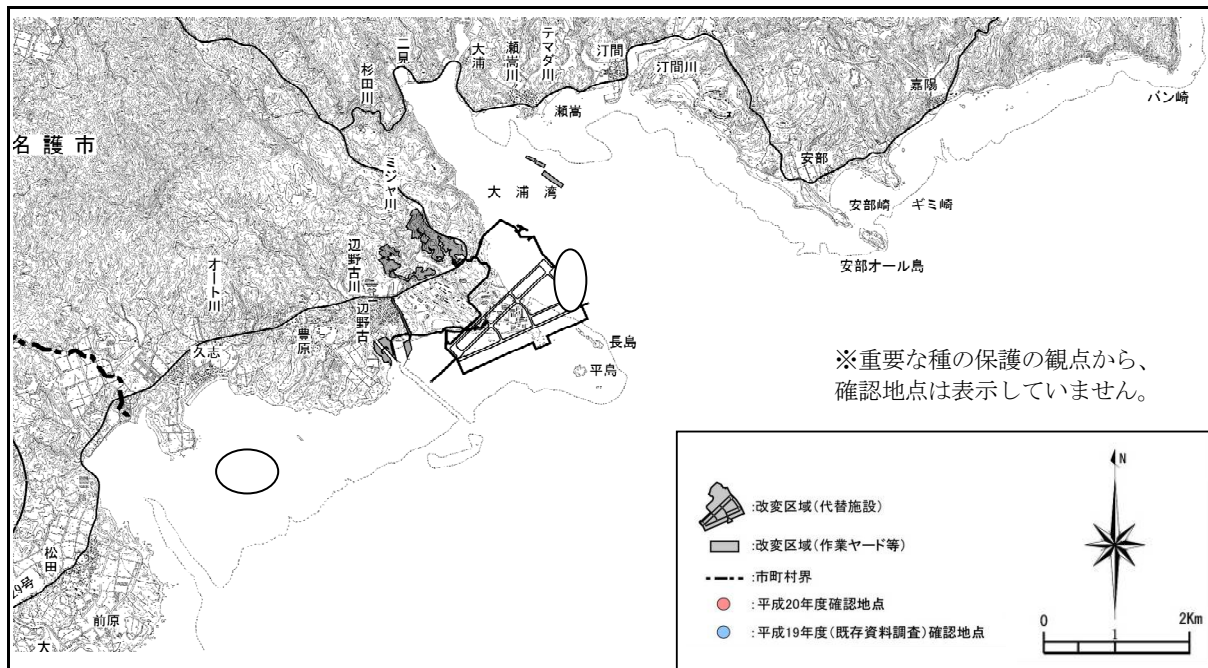 二見
大浦
瀬嵩川
テマダ川
汀間
汀間川
嘉陽
バン崎
杉田川
瀬嵩
名護市
安部
ミジャ川
大浦湾
安部崎
ギミ崎
安部オール島
辺野古川
オート川
辺野古
豊原
久志
長島
平島
※重要な種の保護の観点から、
確認地点は表示していません。
松田
29号
前原
大
:改変区域(代替施設)
:改変区域(作業ヤード等)
:市町村界
:平成20年度確認地点
:平成19年度(既存資料調査)確認地点
N
0 1 2Km